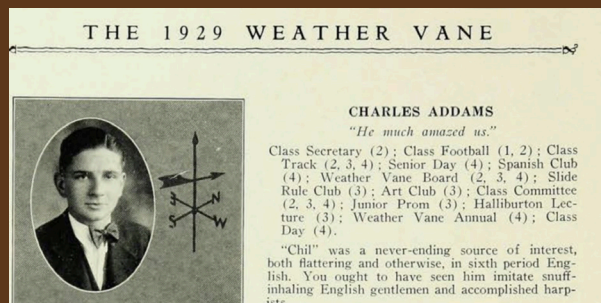 THE 1929 WEATHER VANE
CHARLES ADDAMS
"He much amazed us."
Class Secretary (2) ; Class Football (1, 2) ; Class
Track (2, 3, 4) ; Senior Day (4) ; Spanish Club
(4) ; Weather Vane Board (2, 3, 4) ; Slide
Rule Club (3) ; Art Club (3) ; Class Committee
(2, 3, 4) ; Junior Prom (3) ; Halliburton Lec-
ture (3) ; Weather Vane Annual (4) ; Class
Day (4).
N
S W
"Chil" was a never-ending source of interest,
both flattering and otherwise, in sixth period Eng-
lish. You ought to have seen him imitate snuff-
inhaling English gentlemen and accomplished harp-
ists